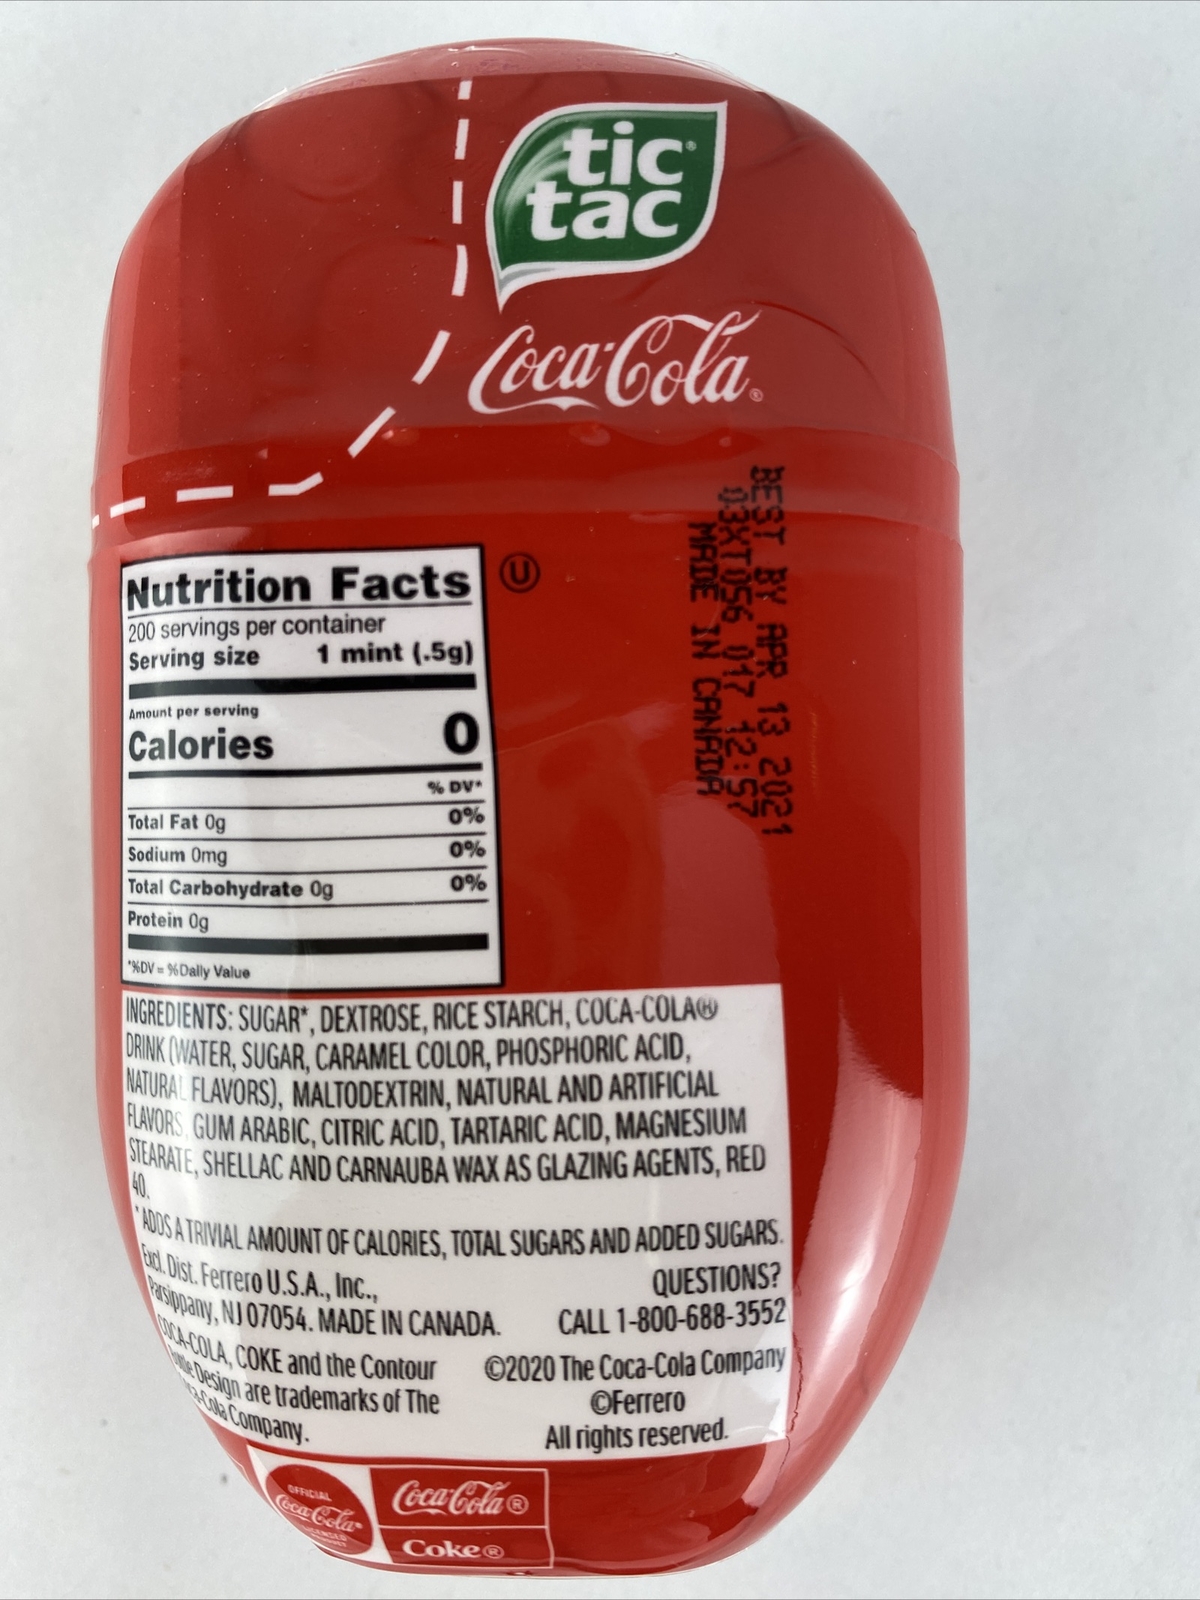 tic®
tac
Coca-Cola®
BEST BY APR 13 2021
03XT056 017 12:57
MADE IN CANADA
U
Nutrition Facts
200 servings per container
Serving size 1 mint (.5g)
Amount per serving
Calories 0
% DV*
Total Fat 0g 0%
Sodium 0mg 0%
Total Carbohydrate 0g 0%
Protein 0g
*%DV = %Daily Value
INGREDIENTS: SUGAR*, DEXTROSE, RICE STARCH, COCA-COLA®
DRINK (WATER, SUGAR, CARAMEL COLOR, PHOSPHORIC ACID,
NATURAL FLAVORS), MALTODEXTRIN, NATURAL AND ARTIFICIAL
FLAVORS, GUM ARABIC, CITRIC ACID, TARTARIC ACID, MAGNESIUM
STEARATE, SHELLAC AND CARNAUBA WAX AS GLAZING AGENTS, RED
40.
*ADDS A TRIVIAL AMOUNT OF CALORIES, TOTAL SUGARS AND ADDED SUGARS.
Excl. Dist. Ferrero U.S.A., Inc.,
Parsippany, NJ 07054. MADE IN CANADA.
QUESTIONS?
CALL 1-800-688-3552
COCA-COLA, COKE and the Contour
Bottle Design are trademarks of The
Coca-Cola Company.
©2020 The Coca-Cola Company
©Ferrero
All rights reserved.
OFFICIAL
Coca-Cola®
LICENSED
PRODUCT
Coca-Cola®
Coke®